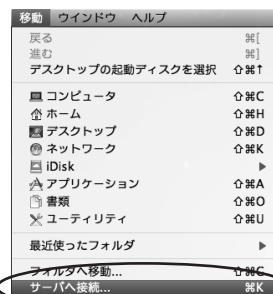 移動 ウインドウ ヘルプ
戻る ⌘[
進む ⌘]
デスクトップの起動ディスクを選択 ⇧⌘↑
コンピュータ ⇧⌘C
ホーム ⇧⌘H
デスクトップ ⇧⌘D
ネットワーク ⇧⌘K
iDisk ▶
アプリケーション ⇧⌘A
書類 ⇧⌘O
ユーティリティ ⇧⌘U
最近使ったフォルダ ▶
フォルダへ移動... ⇧⌘G
サーバへ接続... ⌘K